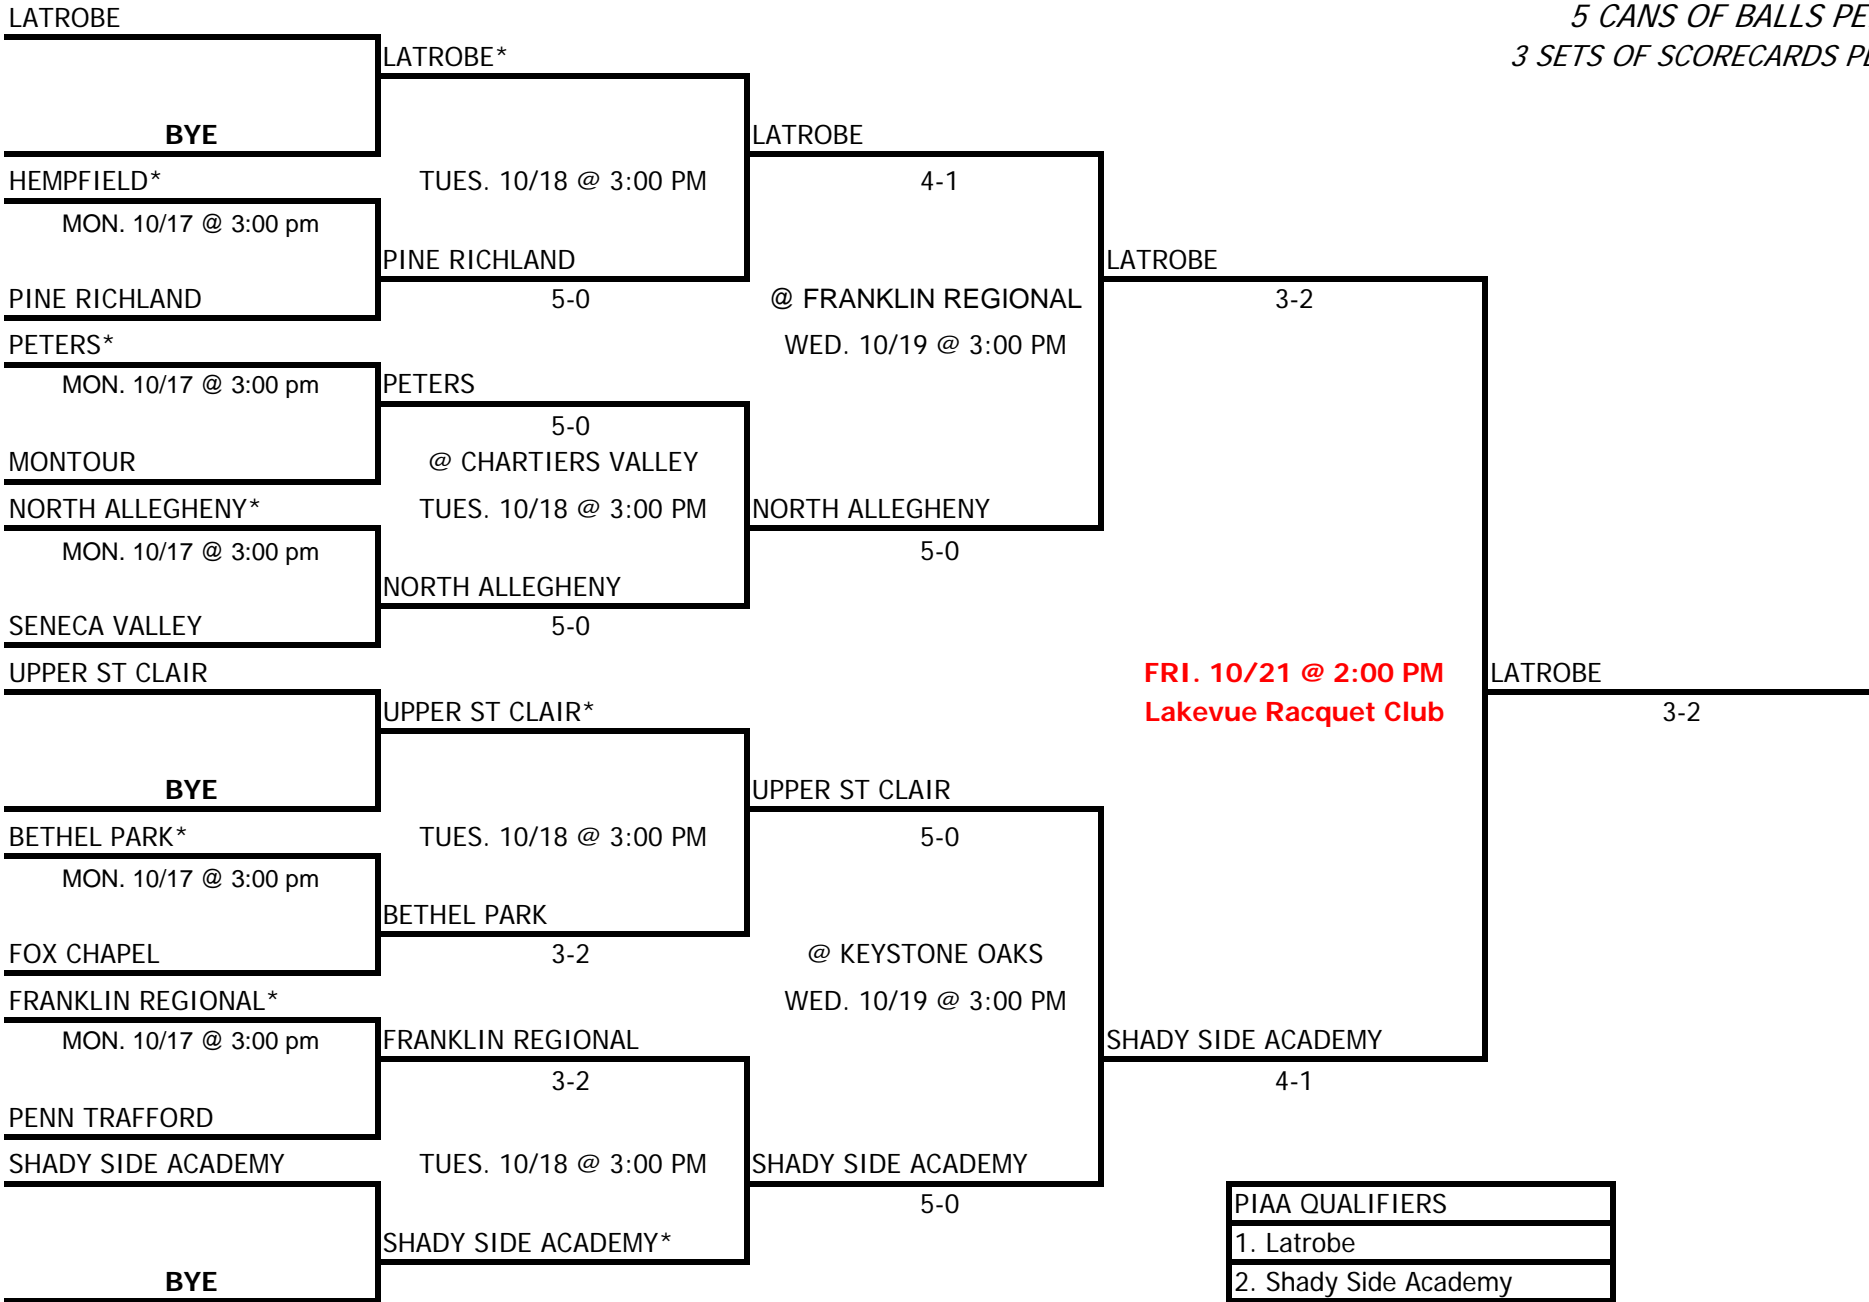 LATROBE
5 CANS OF BALLS PE
LATROBE*
3 SETS OF SCORECARDS
BYE
LATROBE
HEMPFIELD*
TUES. 10/18 @ 3:00 PM
4-1
MON. 10/17 @ 3:00 pm
PINE RICHLAND
LATROBE
PINE RICHLAND
5-0
@ FRANKLIN REGIONAL
3-2
PETERS*
WED. 10/19 @ 3:00 PM
MON. 10/17 @ 3:00 pm
PETERS
5-0
MONTOUR
@ CHARTIERS VALLEY
NORTH ALLEGHENY*
TUES. 10/18 @ 3:00 PM
NORTH ALLEGHENY
MON. 10/17 @ 3:00 pm
5-0
NORTH ALLEGHENY
SENECA VALLEY
5-0
UPPER ST CLAIR
FRI. 10/21 @ 2:00 PM
LATROBE
UPPER ST CLAIR*
Lakevue Racquet Club
3-2
BYE
UPPER ST CLAIR
BETHEL PARK*
TUES. 10/18 @ 3:00 PM
5-0
MON. 10/17 @ 3:00 pm
BETHEL PARK
FOX CHAPEL
3-2
@ KEYSTONE OAKS
FRANKLIN REGIONAL*
WED. 10/19 @ 3:00 PM
MON. 10/17 @ 3:00 pm
FRANKLIN REGIONAL
SHADY SIDE ACADEMY
3-2
4-1
PENN TRAFFORD
SHADY SIDE ACADEMY
TUES. 10/18 @ 3:00 PM
SHADY SIDE ACADEMY
5-0
PIAA QUALIFIERS
SHADY SIDE ACADEMY*
1. Latrobe
BYE
2. Shady Side Academy